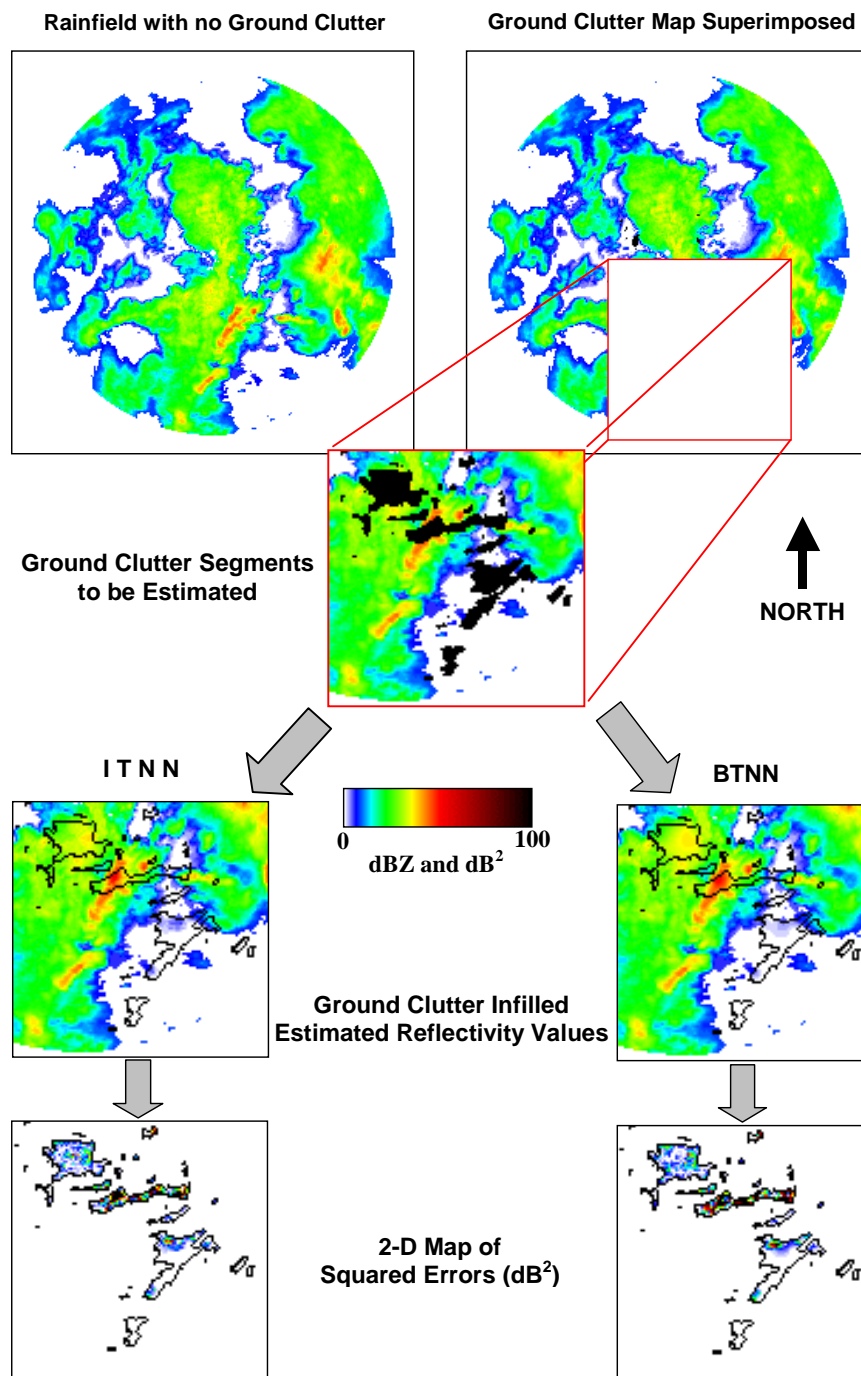 Rainfield with no Ground Clutter
Ground Clutter Map Superimposed
Ground Clutter Segments
to be Estimated
NORTH
I T N N
BTNN
0
100
dBZ and dB²
Ground Clutter Infilled
Estimated Reflectivity Values
2-D Map of
Squared Errors (dB²)